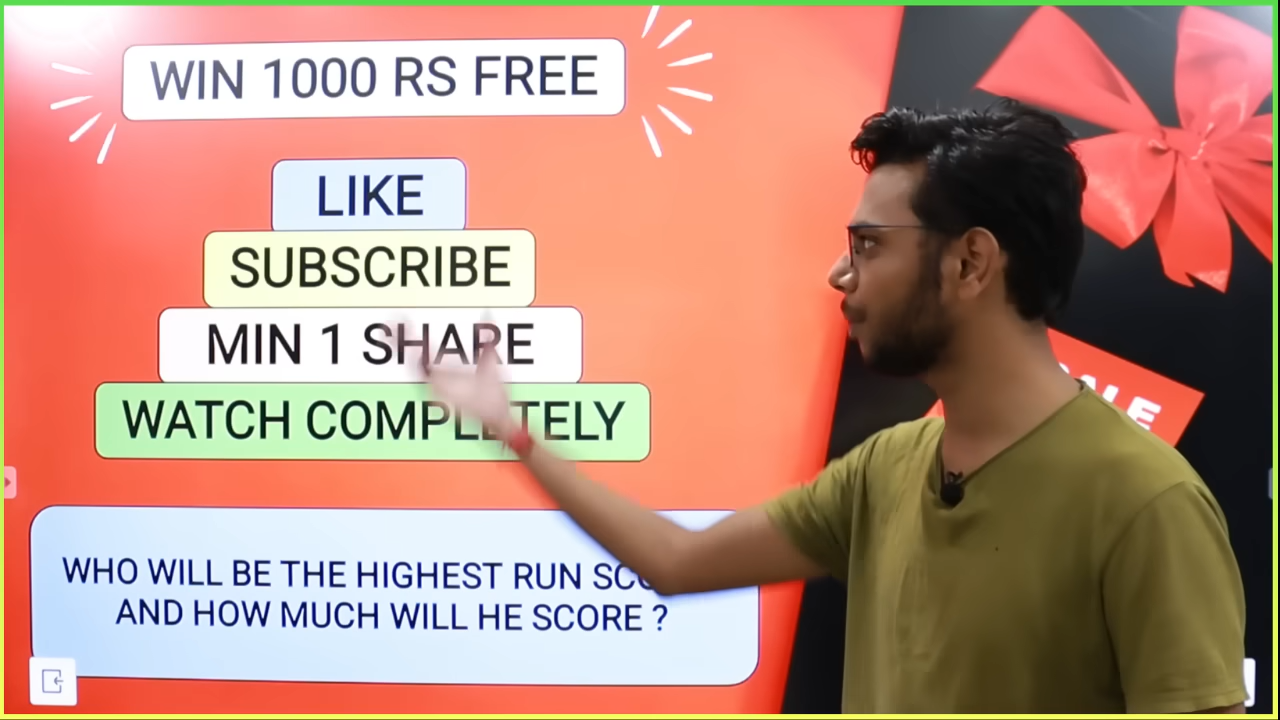 WIN 1000 RS FREE
LIKE
SUBSCRIBE
MIN 1 SHARE
WATCH COMPLETELY
WHO WILL BE THE HIGHEST RUN
AND HOW MUCH WILL HE SCORE ?